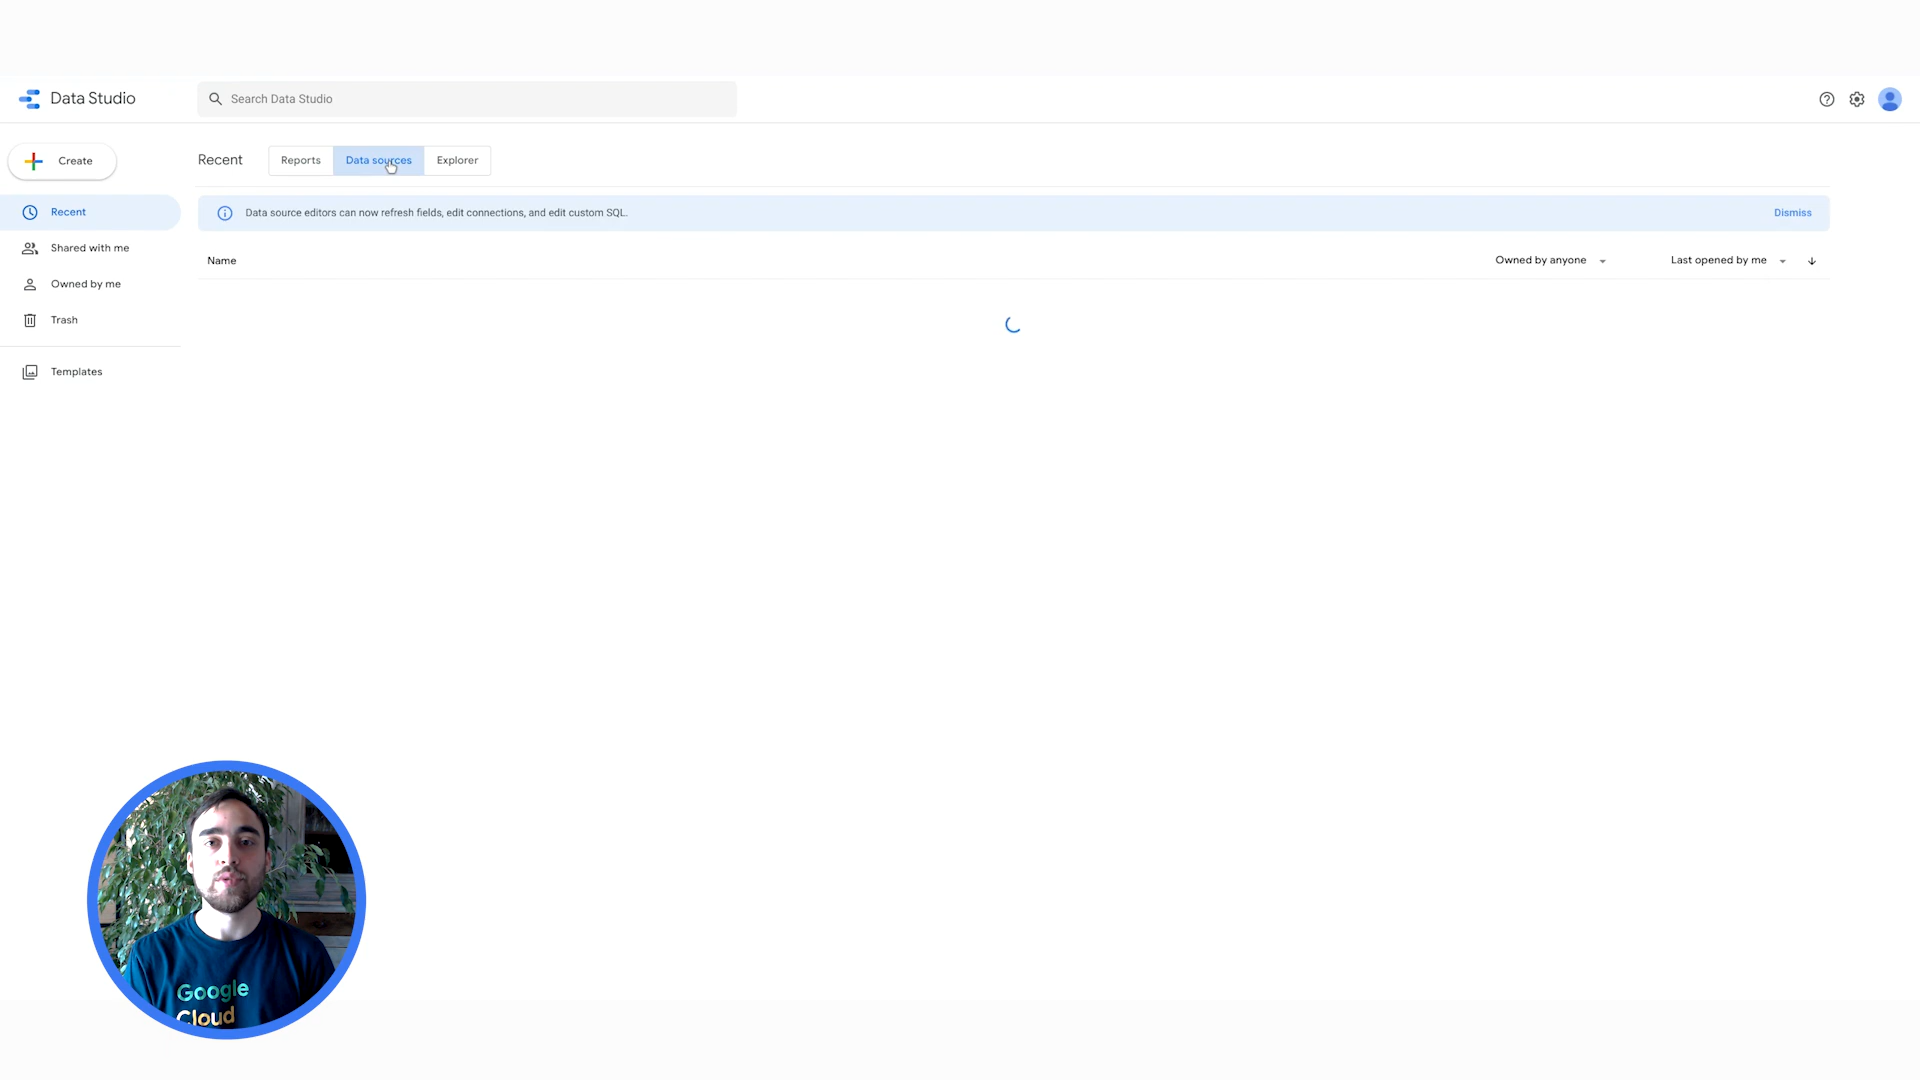 Data Studio
Search Data Studio
Create
Recent
Reports
Data sources
Explorer
Recent
Shared with me
Owned by me
Trash
Templates
Data source editors can now refresh fields, edit connections, and edit custom SQL.
Dismiss
Name
Owned by anyone
Last opened by me
Google
Cloud